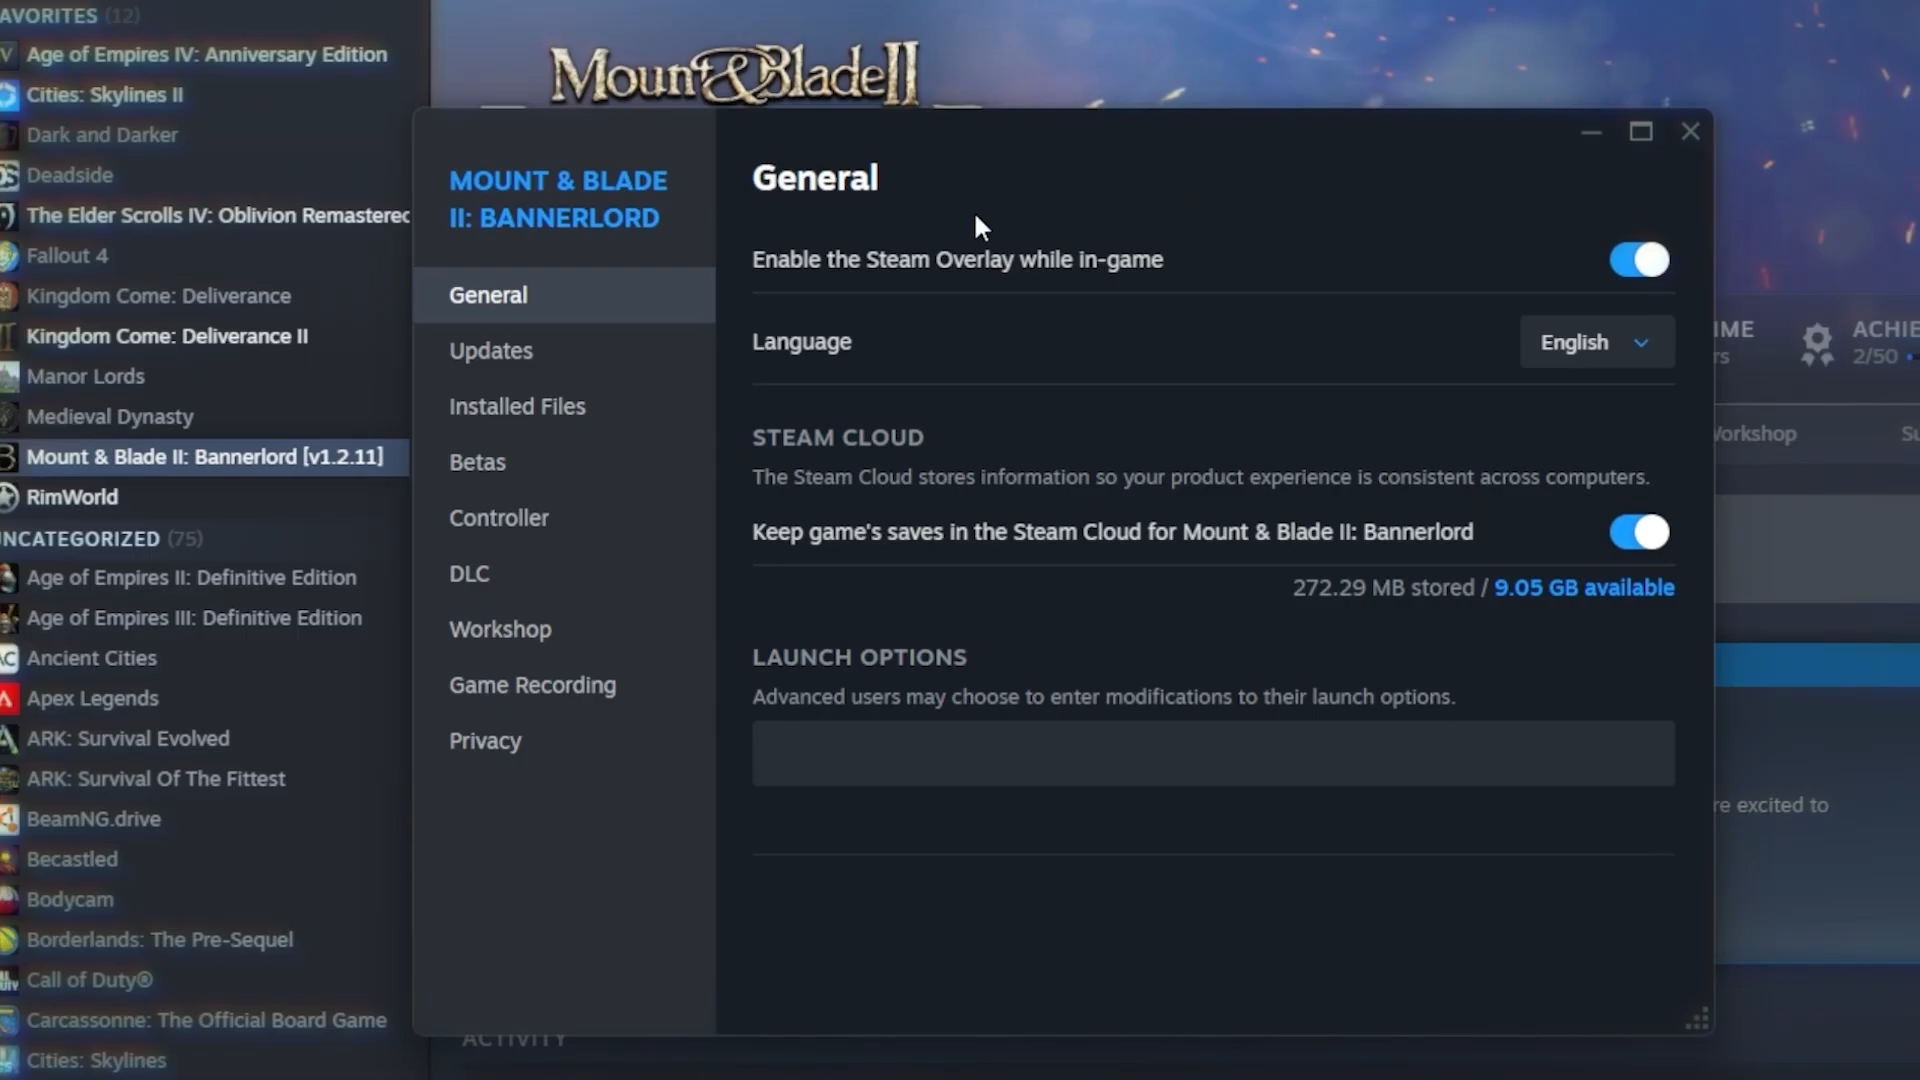 AVORITES (12)
Age of Empires IV: Anniversary Edition
Cities: Skylines II
Dark and Darker
Deadside
The Elder Scrolls IV: Oblivion Remastered
Fallout 4
Kingdom Come: Deliverance
Kingdom Come: Deliverance II
Manor Lords
Medieval Dynasty
Mount & Blade II: Bannerlord [v1.2.11]
RimWorld
NCATEGORIZED (75)
Age of Empires II: Definitive Edition
Age of Empires III: Definitive Edition
Ancient Cities
Apex Legends
ARK: Survival Evolved
ARK: Survival Of The Fittest
BeamNG.drive
Becastled
Bodycam
Borderlands: The Pre-Sequel
Call of Duty®
Carcassonne: The Official Board Game
Cities: Skylines
Mount & Blade II
MOUNT & BLADE
II: BANNERLORD
General
Updates
Installed Files
Betas
Controller
DLC
Workshop
Game Recording
Privacy
General
Enable the Steam Overlay while in-game
Language
English
STEAM CLOUD
The Steam Cloud stores information so your product experience is consistent across computers.
Keep game's saves in the Steam Cloud for Mount & Blade II: Bannerlord
272.29 MB stored / 9.05 GB available
LAUNCH OPTIONS
Advanced users may choose to enter modifications to their launch options.
IME
rs
ACHIE
2/50
Workshop
Su
re excited to
ACTIVITY